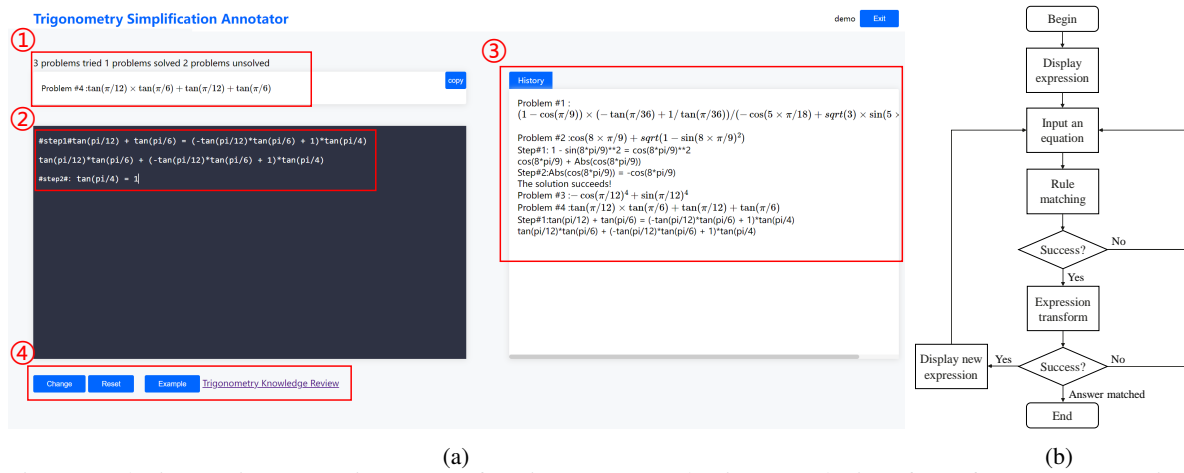 Trigonometry Simplification Annotator
demo
Exit
①
3 problems tried 1 problems solved 2 problems unsolved
Problem #4 :tan(π/12) × tan(π/6) + tan(π/12) + tan(π/6)
copy
②
#step1#tan(pi/12) + tan(pi/6) = (-tan(pi/12)*tan(pi/6) + 1)*tan(pi/4)
tan(pi/12)*tan(pi/6) + (-tan(pi/12)*tan(pi/6) + 1)*tan(pi/4)
#step2#: tan(pi/4) = 1
④
Change
Reset
Example
Trigonometry Knowledge Review
③
History
Problem #1 :
(1 − cos(π/9)) × (− tan(π/36) + 1/ tan(π/36))/(− cos(5 × π/18) + sqrt(3) × sin(5 ×
Problem #2 :cos(8 × π/9) + sqrt(1 − sin(8 × π/9)²)
Step#1: 1 - sin(8*pi/9)**2 = cos(8*pi/9)**2
cos(8*pi/9) + Abs(cos(8*pi/9))
Step#2:Abs(cos(8*pi/9)) = -cos(8*pi/9)
The solution succeeds!
Problem #3 :− cos(π/12)⁴ + sin(π/12)⁴
Problem #4 :tan(π/12) × tan(π/6) + tan(π/12) + tan(π/6)
Step#1:tan(pi/12) + tan(pi/6) = (-tan(pi/12)*tan(pi/6) + 1)*tan(pi/4)
tan(pi/12)*tan(pi/6) + (-tan(pi/12)*tan(pi/6) + 1)*tan(pi/4)
(a)
Begin
Display
expression
Input an
equation
Rule
matching
Success?
No
Yes
Expression
transform
Success?
No
Yes
Display new
expression
Answer matched
End
(b)